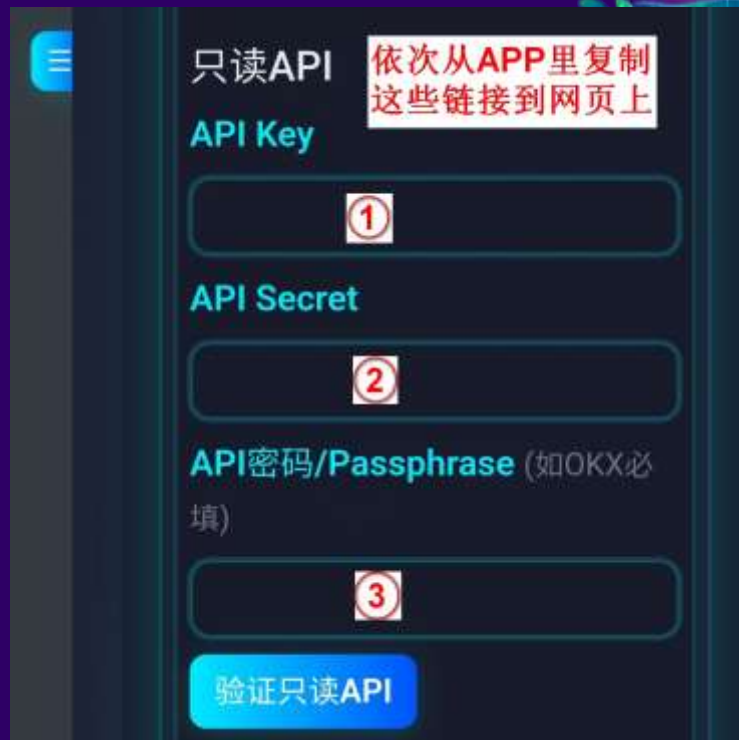 只读API
依次从APP里复制
这些链接到网页上
API Key
①
API Secret
②
API密码/Passphrase (如OKX必
填)
③
验证只读API